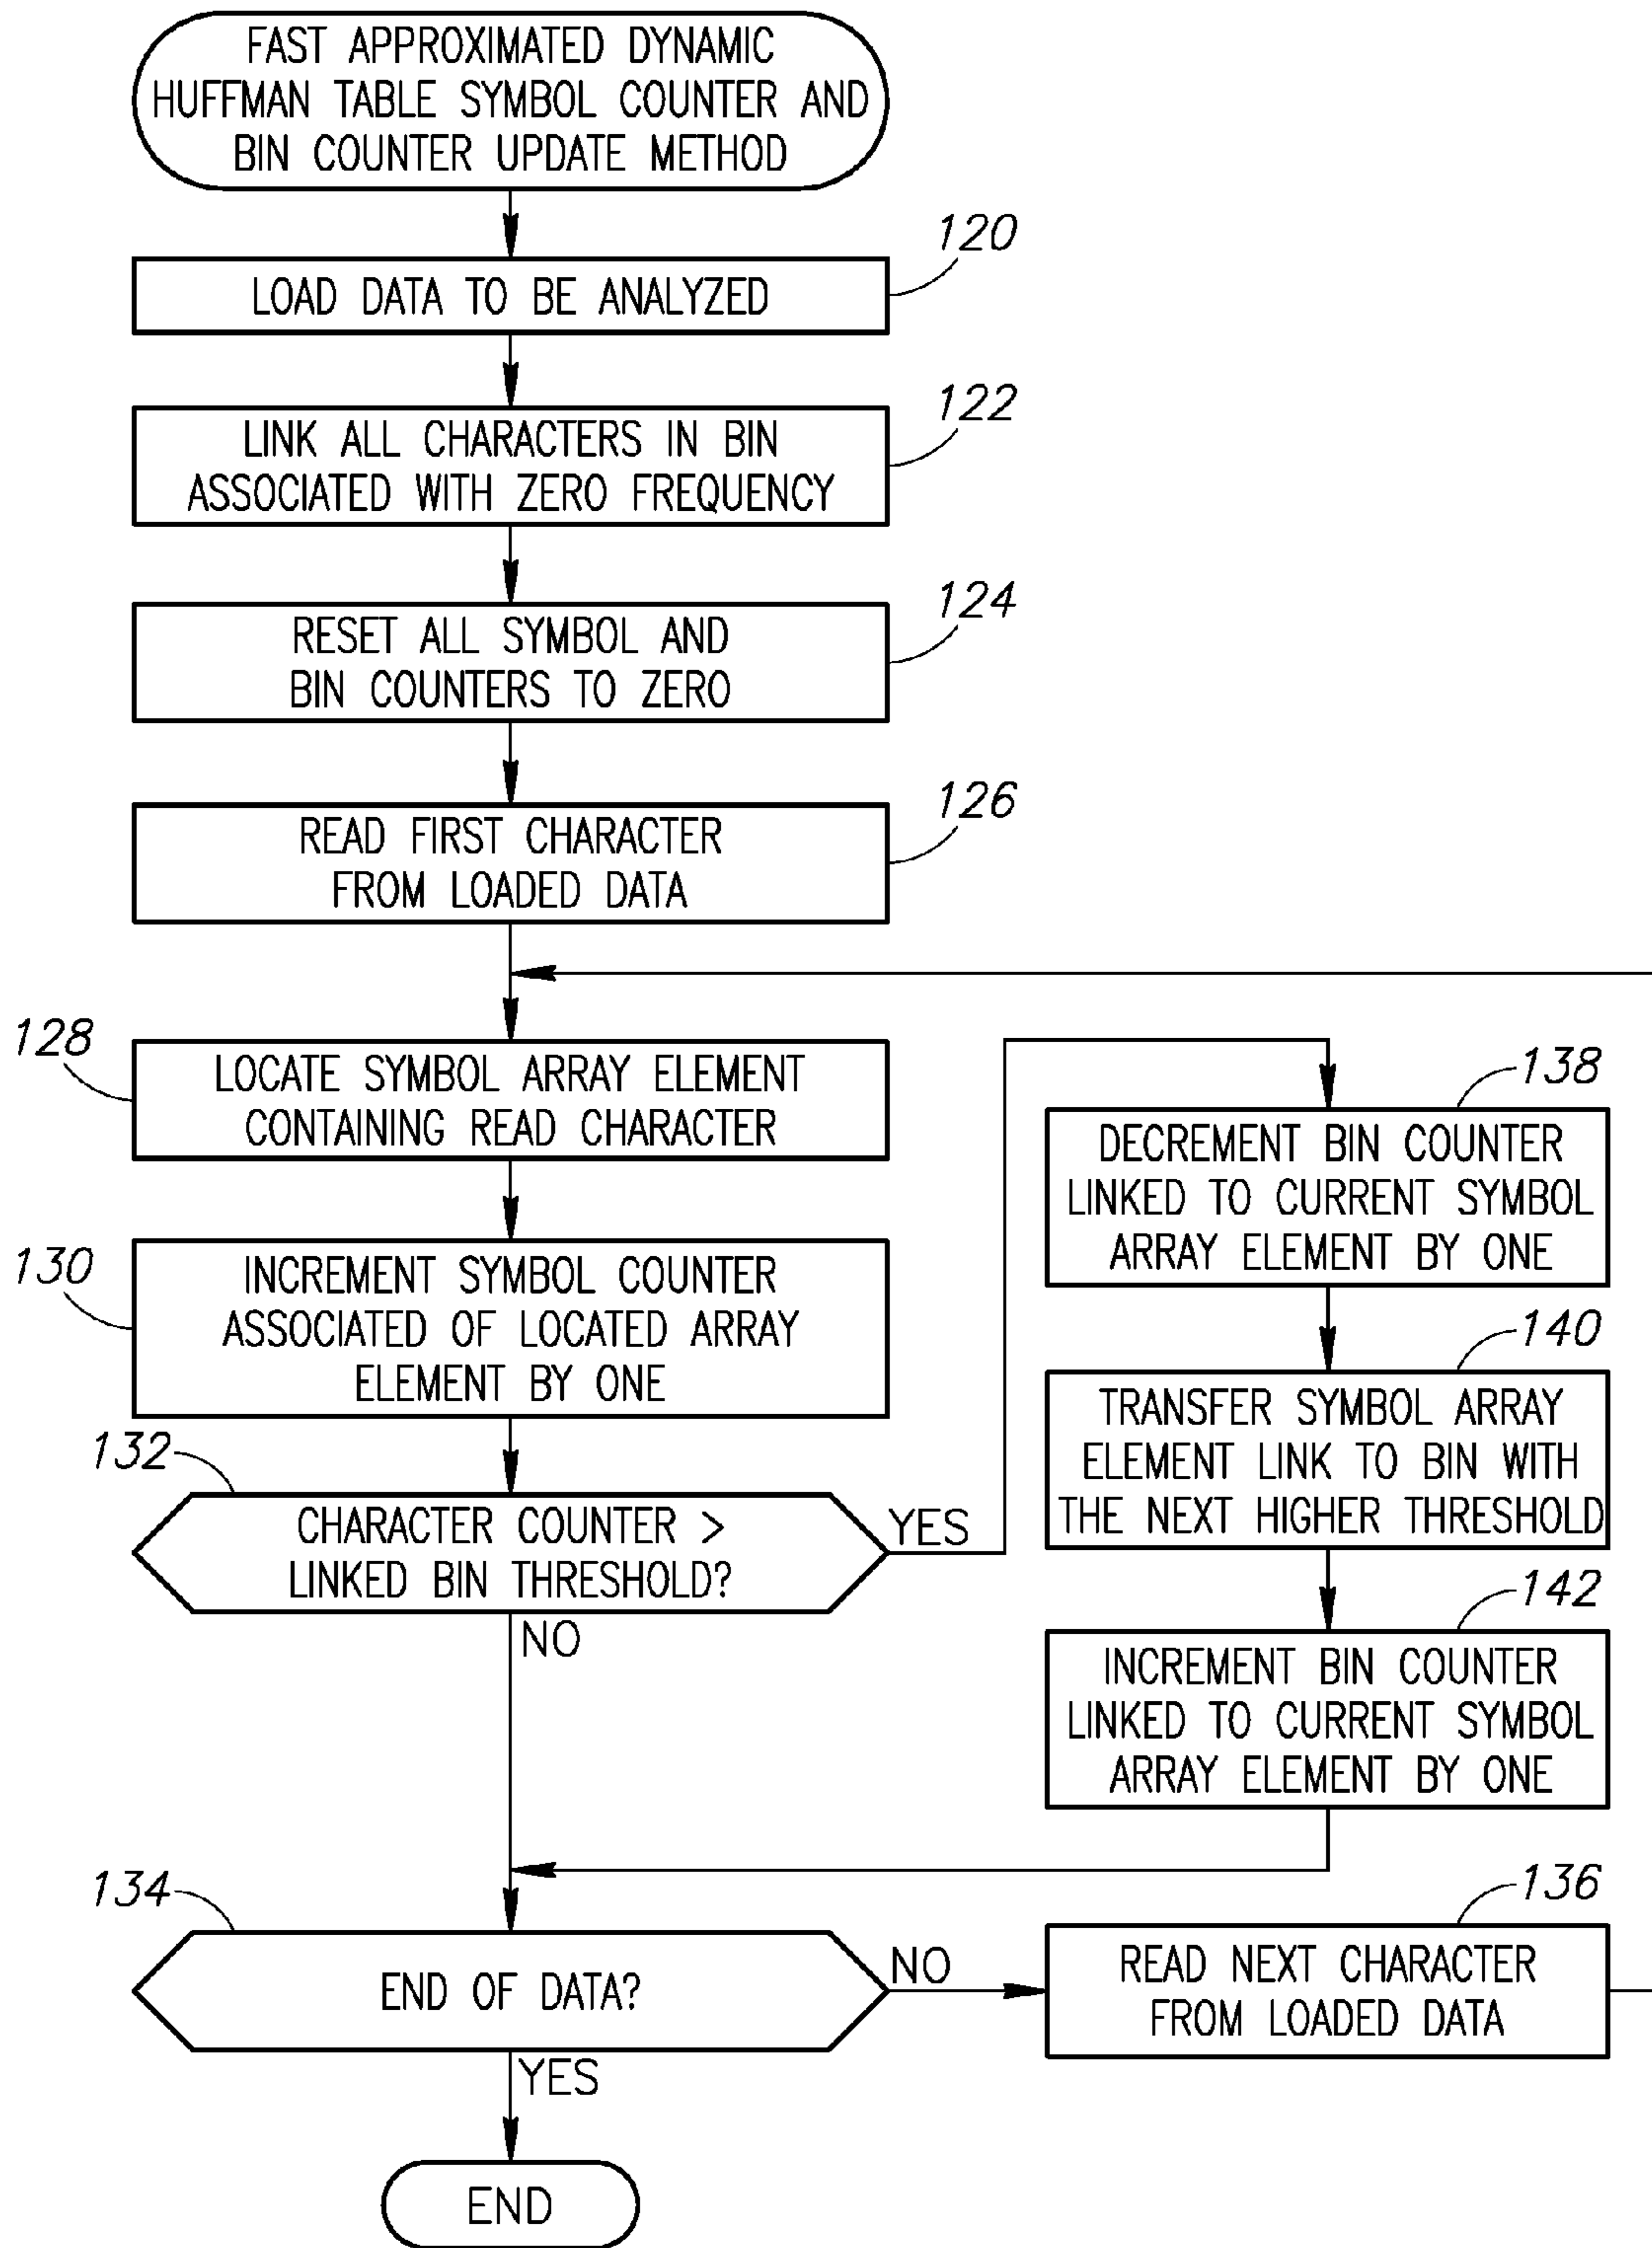 FAST APPROXIMATED DYNAMIC
HUFFMAN TABLE SYMBOL COUNTER AND
BIN COUNTER UPDATE METHOD
120
LOAD DATA TO BE ANALYZED
122
LINK ALL CHARACTERS IN BIN
ASSOCIATED WITH ZERO FREQUENCY
124
RESET ALL SYMBOL AND
BIN COUNTERS TO ZERO
126
READ FIRST CHARACTER
FROM LOADED DATA
128
LOCATE SYMBOL ARRAY ELEMENT
CONTAINING READ CHARACTER
130
INCREMENT SYMBOL COUNTER
ASSOCIATED OF LOCATED ARRAY
ELEMENT BY ONE
132
CHARACTER COUNTER >
LINKED BIN THRESHOLD?
YES
NO
138
DECREMENT BIN COUNTER
LINKED TO CURRENT SYMBOL
ARRAY ELEMENT BY ONE
140
TRANSFER SYMBOL ARRAY
ELEMENT LINK TO BIN WITH
THE NEXT HIGHER THRESHOLD
142
INCREMENT BIN COUNTER
LINKED TO CURRENT SYMBOL
ARRAY ELEMENT BY ONE
134
END OF DATA?
NO
YES
136
READ NEXT CHARACTER
FROM LOADED DATA
END